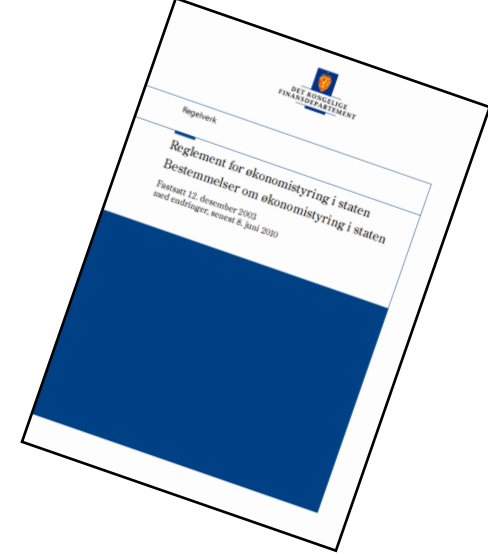 DET KONGELIGE
FINANSDEPARTEMENT
Regelverk
Reglement for økonomistyring i staten
Bestemmelser om økonomistyring i staten
Fastsatt 12. desember 2003
med endringer, senest 8. juni 2010